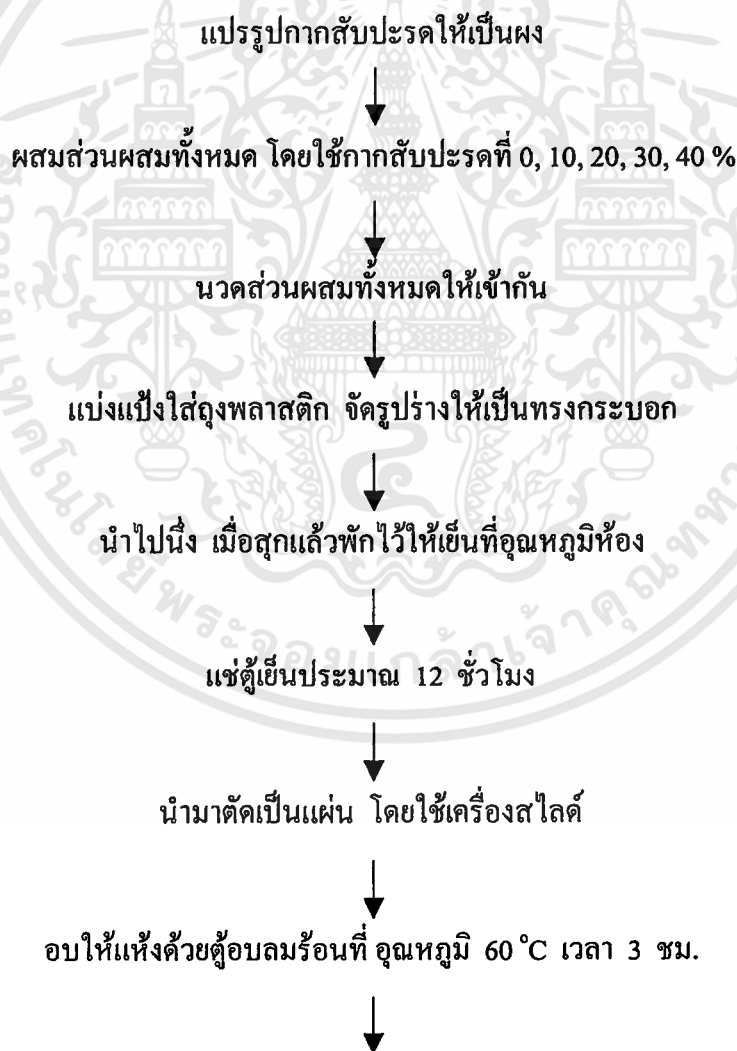 แปรรูปกากสับปะรดให้เป็นผง
ผสมส่วนผสมทั้งหมด โดยใช้กากสับปะรดที่ 0, 10, 20, 30, 40 %
นวดส่วนผสมทั้งหมดให้เข้ากัน
แบ่งแป้งใส่ถุงพลาสติก จัดรูปร่างให้เป็นทรงกระบอก
นำไปนึ่ง เมื่อสุกแล้วพักไว้ให้เย็นที่อุณหภูมิห้อง
แช่ตู้เย็นประมาณ 12 ชั่วโมง
นำมาตัดเป็นแผ่น โดยใช้เครื่องสไลด์
อบให้แห้งด้วยตู้อบลมร้อนที่ อุณหภูมิ 60 °C เวลา 3 ชม.